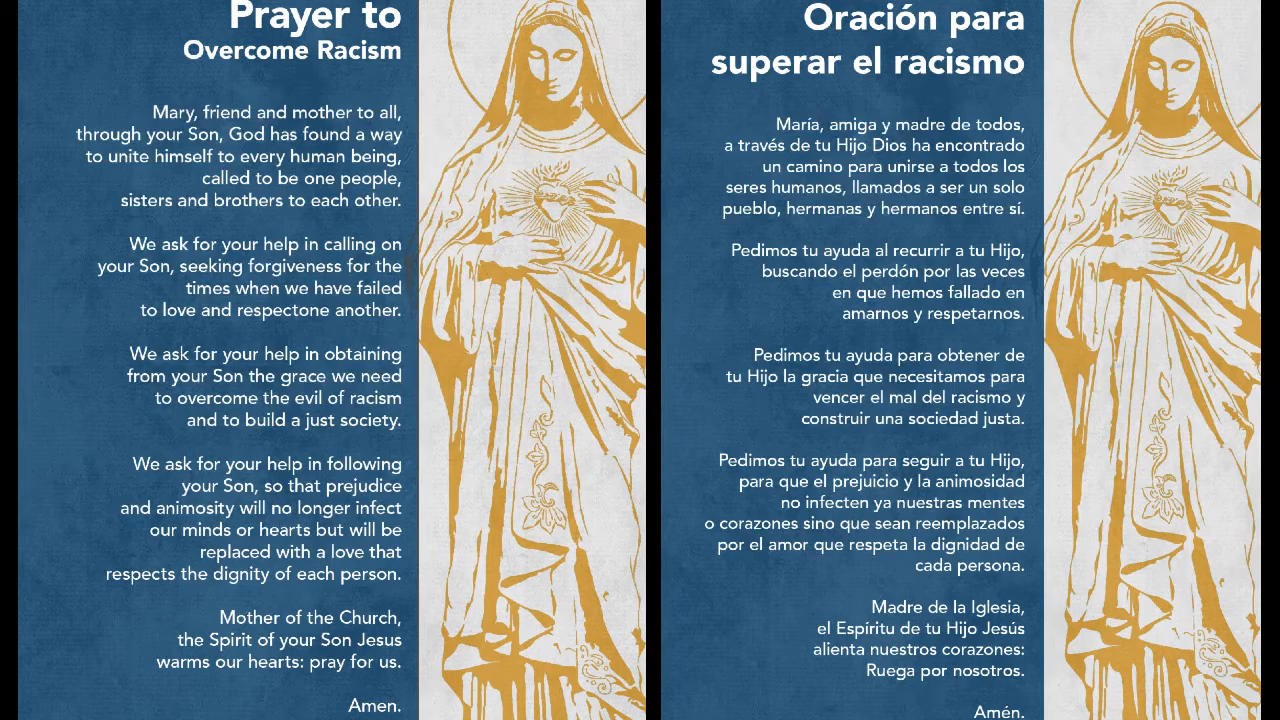 Prayer to
Overcome Racism
Mary, friend and mother to all,
through your Son, God has found a way
to unite himself to every human being,
called to be one people,
sisters and brothers to each other.
We ask for your help in calling on
your Son, seeking forgiveness for the
times when we have failed
to love and respectone another.
We ask for your help in obtaining
from your Son the grace we need
to overcome the evil of racism
and to build a just society.
We ask for your help in following
your Son, so that prejudice
and animosity will no longer infect
our minds or hearts but will be
replaced with a love that
respects the dignity of each person.
Mother of the Church,
the Spirit of your Son Jesus
warms our hearts: pray for us.
Amen.
Oración para
superar el racismo
María, amiga y madre de todos,
a través de tu Hijo Dios ha encontrado
un camino para unirse a todos los
seres humanos, llamados a ser un solo
pueblo, hermanas y hermanos entre sí.
Pedimos tu ayuda al recurrir a tu Hijo,
buscando el perdón por las veces
en que hemos fallado en
amarnos y respetarnos.
Pedimos tu ayuda para obtener de
tu Hijo la gracia que necesitamos para
vencer el mal del racismo y
construir una sociedad justa.
Pedimos tu ayuda para seguir a tu Hijo,
para que el prejuicio y la animosidad
no infecten ya nuestras mentes
o corazones sino que sean reemplazados
por el amor que respeta la dignidad de
cada persona.
Madre de la Iglesia,
el Espíritu de tu Hijo Jesús
alienta nuestros corazones:
Ruega por nosotros.
Amén.